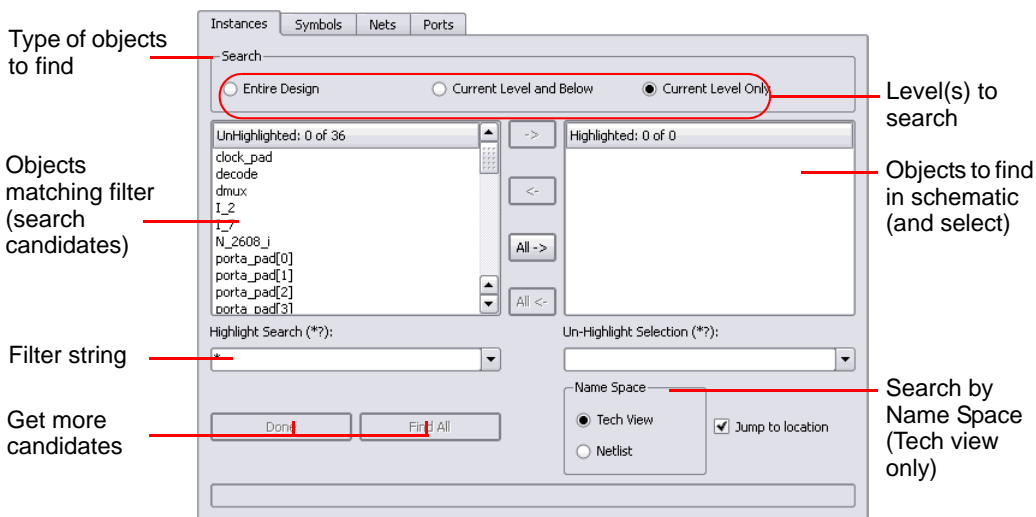 Instances Symbols Nets Ports
Type of objects
to find
Search
Entire Design Current Level and Below Current Level Only
Level(s) to
search
UnHighlighted: 0 of 36 -> Highlighted: 0 of 0
Objects
matching filter
(search
candidates)
clock_pad
decode
dmux
I_2
I_7
N_2608_i
porta_pad[0]
porta_pad[1]
porta_pad[2]
porta_pad[3]
<-
All ->
All <-
Objects to find
in schematic
(and select)
Highlight Search (*?): Un-Highlight Selection (*?):
Filter string
*
Name Space
Search by
Name Space
(Tech view
only)
Get more
candidates
Done Find All
Tech View
Netlist
Jump to location